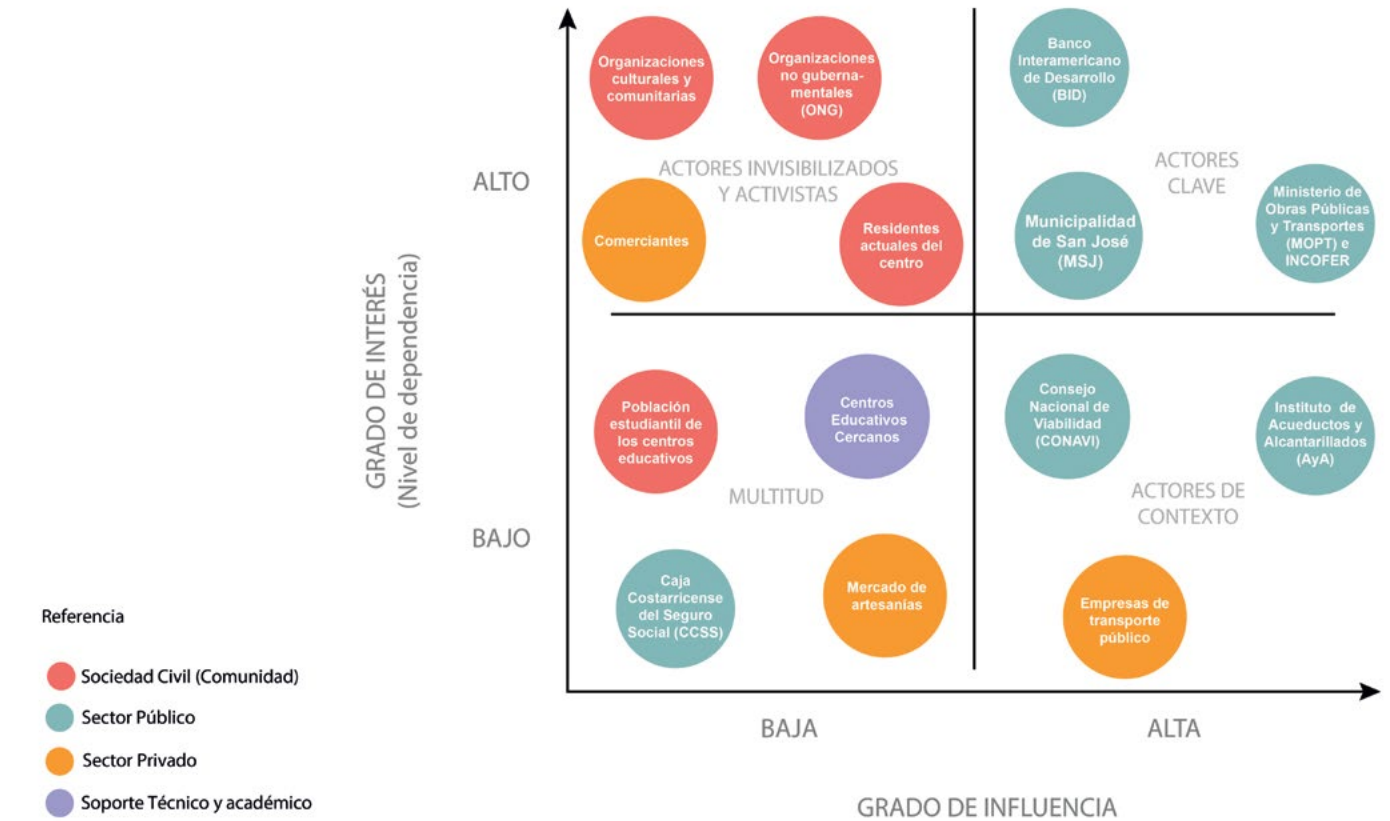 Organizaciones
culturales y
comunitarias
Organizaciones
no guberna-
mentales
(ONG)
Banco
Interamericano
de Desarrollo
(BID)
ACTORES INVISIBILIZADOS
Y ACTIVISTAS
ACTORES
CLAVE
ALTO
Comerciantes
Residentes
actuales del
centro
Municipalidad
de San José
(MSJ)
Ministerio de
Obras Públicas
y Transportes
(MOPT) e
INCOFER
GRADO DE INTERÉS
(Nivel de dependencia)
Población
estudiantil de
los centros
educativos
Centros
Educativos
Cercanos
Consejo
Nacional de
Viabilidad
(CONAVI)
Instituto de
Acueductos y
Alcantarillados
(AyA)
MULTITUD
ACTORES DE
CONTEXTO
BAJO
Caja
Costarricense
del Seguro
Social (CCSS)
Mercado de
artesanías
Empresas de
transporte
público
BAJA
ALTA
GRADO DE INFLUENCIA
Referencia
Sociedad Civil (Comunidad)
Sector Público
Sector Privado
Soporte Técnico y académico